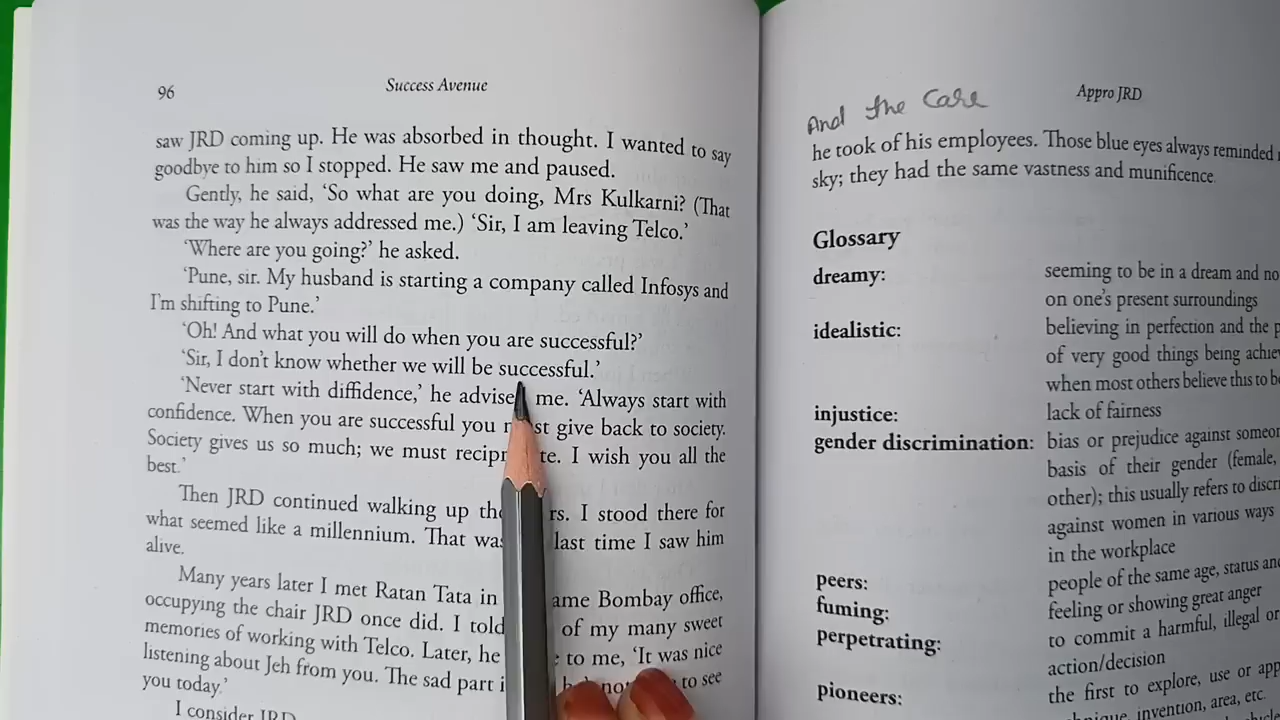 96
Success Avenue
saw JRD coming up. He was absorbed in thought. I wanted to say
goodbye to him so I stopped. He saw me and paused.
Gently, he said, ‘So what are you doing, Mrs Kulkarni? (That
was the way he always addressed me.) ‘Sir, I am leaving Telco.’
‘Where are you going?’ he asked.
‘Pune, sir. My husband is starting a company called Infosys and
I'm shifting to Pune.’
‘Oh! And what you will do when you are successful?’
‘Sir, I don't know whether we will be successful.’
‘Never start with diffidence,’ he advise me. ‘Always start with
confidence. When you are successful you st give back to society.
Society gives us so much; we must recipr te. I wish you all the
best.’
Then JRD continued walking up the rs. I stood there for
what seemed like a millennium. That was last time I saw him
alive.
Many years later I met Ratan Tata in ame Bombay office,
occupying the chair JRD once did. I told of my many sweet
memories of working with Telco. Later, he to me, ‘It was nice
listening about Jeh from you. The sad part to see
you today.’
I consider JRD
Appro JRD
And the Care
he took of his employees. Those blue eyes always reminded
sky; they had the same vastness and munificence.
Glossary
dreamy: seeming to be in a dream and no
on one's present surroundings
idealistic: believing in perfection and the p
of very good things being achie
when most others believe this to b
injustice: lack of fairness
gender discrimination: bias or prejudice against someo
basis of their gender (female,
other); this usually refers to discri
against women in various ways
in the workplace
peers: people of the same age, status and
fuming: feeling or showing great anger
perpetrating: to commit a harmful, illegal or
action/decision
pioneers: the first to explore, use or app
invention, area, etc.